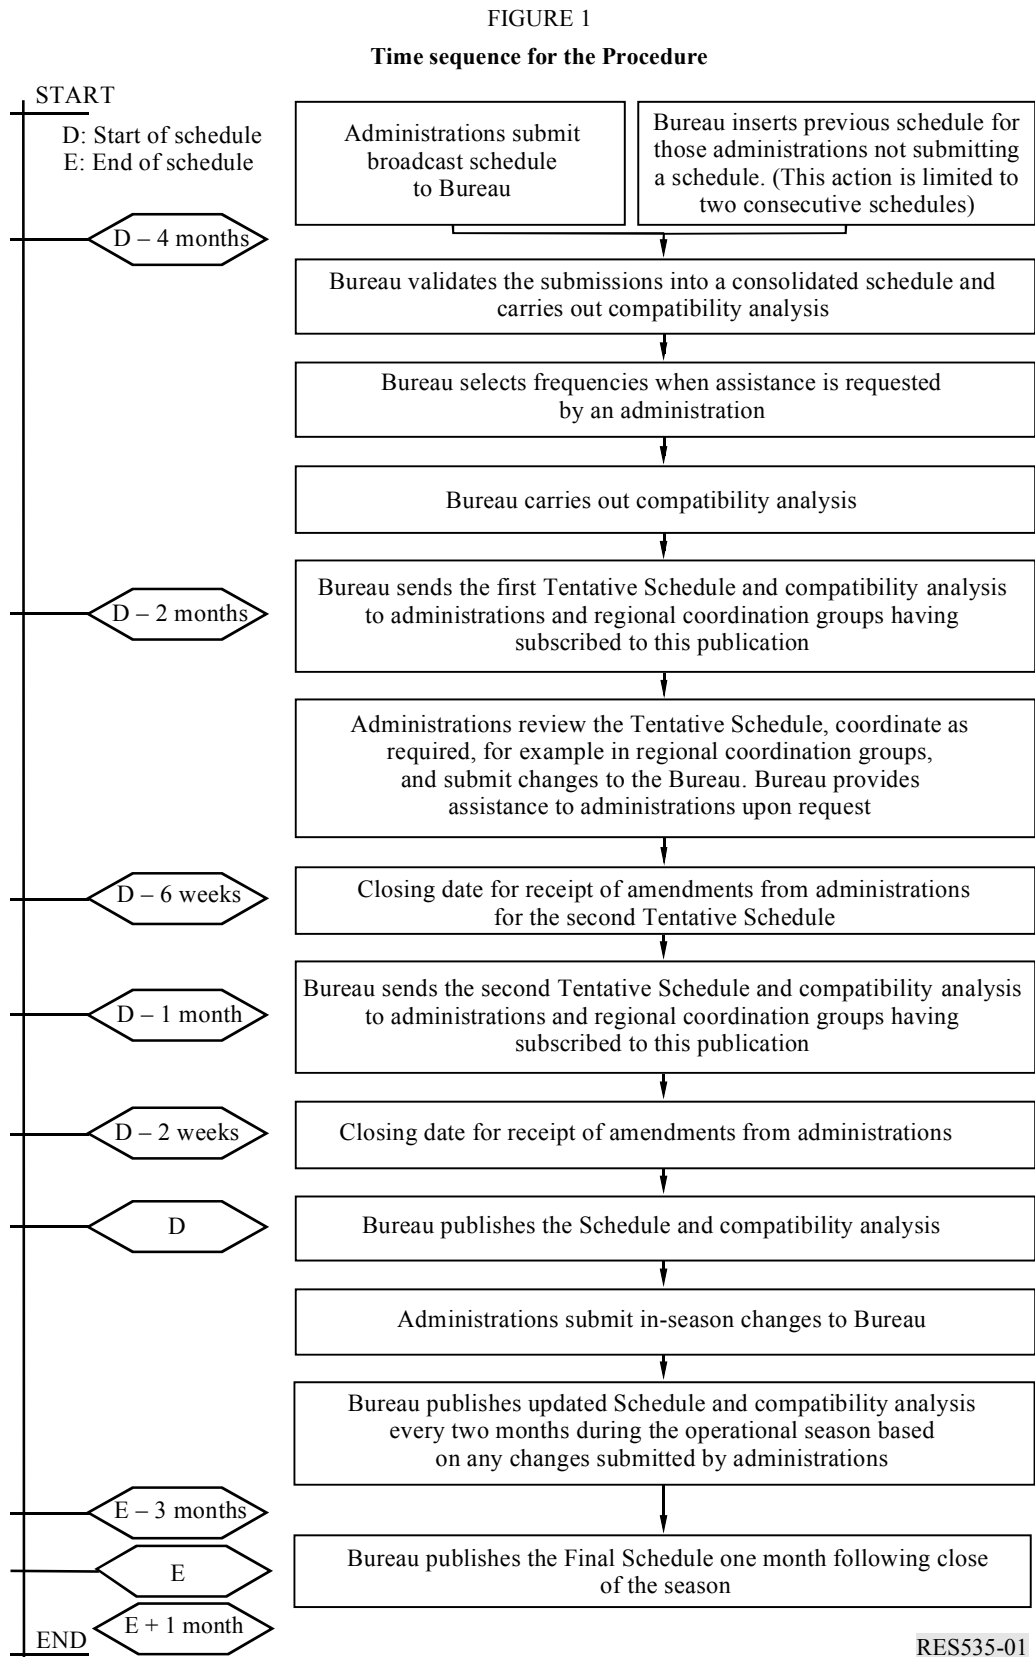 FIGURE 1
Time sequence for the Procedure
START
D: Start of schedule
E: End of schedule
Administrations submit
broadcast schedule
to Bureau
Bureau inserts previous schedule for
those administrations not submitting
a schedule. (This action is limited to
two consecutive schedules)
D – 4 months
Bureau validates the submissions into a consolidated schedule and
carries out compatibility analysis
Bureau selects frequencies when assistance is requested
by an administration
Bureau carries out compatibility analysis
D – 2 months
Bureau sends the first Tentative Schedule and compatibility analysis
to administrations and regional coordination groups having
subscribed to this publication
Administrations review the Tentative Schedule, coordinate as
required, for example in regional coordination groups,
and submit changes to the Bureau. Bureau provides
assistance to administrations upon request
D – 6 weeks
Closing date for receipt of amendments from administrations
for the second Tentative Schedule
D – 1 month
Bureau sends the second Tentative Schedule and compatibility analysis
to administrations and regional coordination groups having
subscribed to this publication
D – 2 weeks
Closing date for receipt of amendments from administrations
D
Bureau publishes the Schedule and compatibility analysis
Administrations submit in-season changes to Bureau
Bureau publishes updated Schedule and compatibility analysis
every two months during the operational season based
on any changes submitted by administrations
E – 3 months
E
Bureau publishes the Final Schedule one month following close
of the season
E + 1 month
END
RES535-01